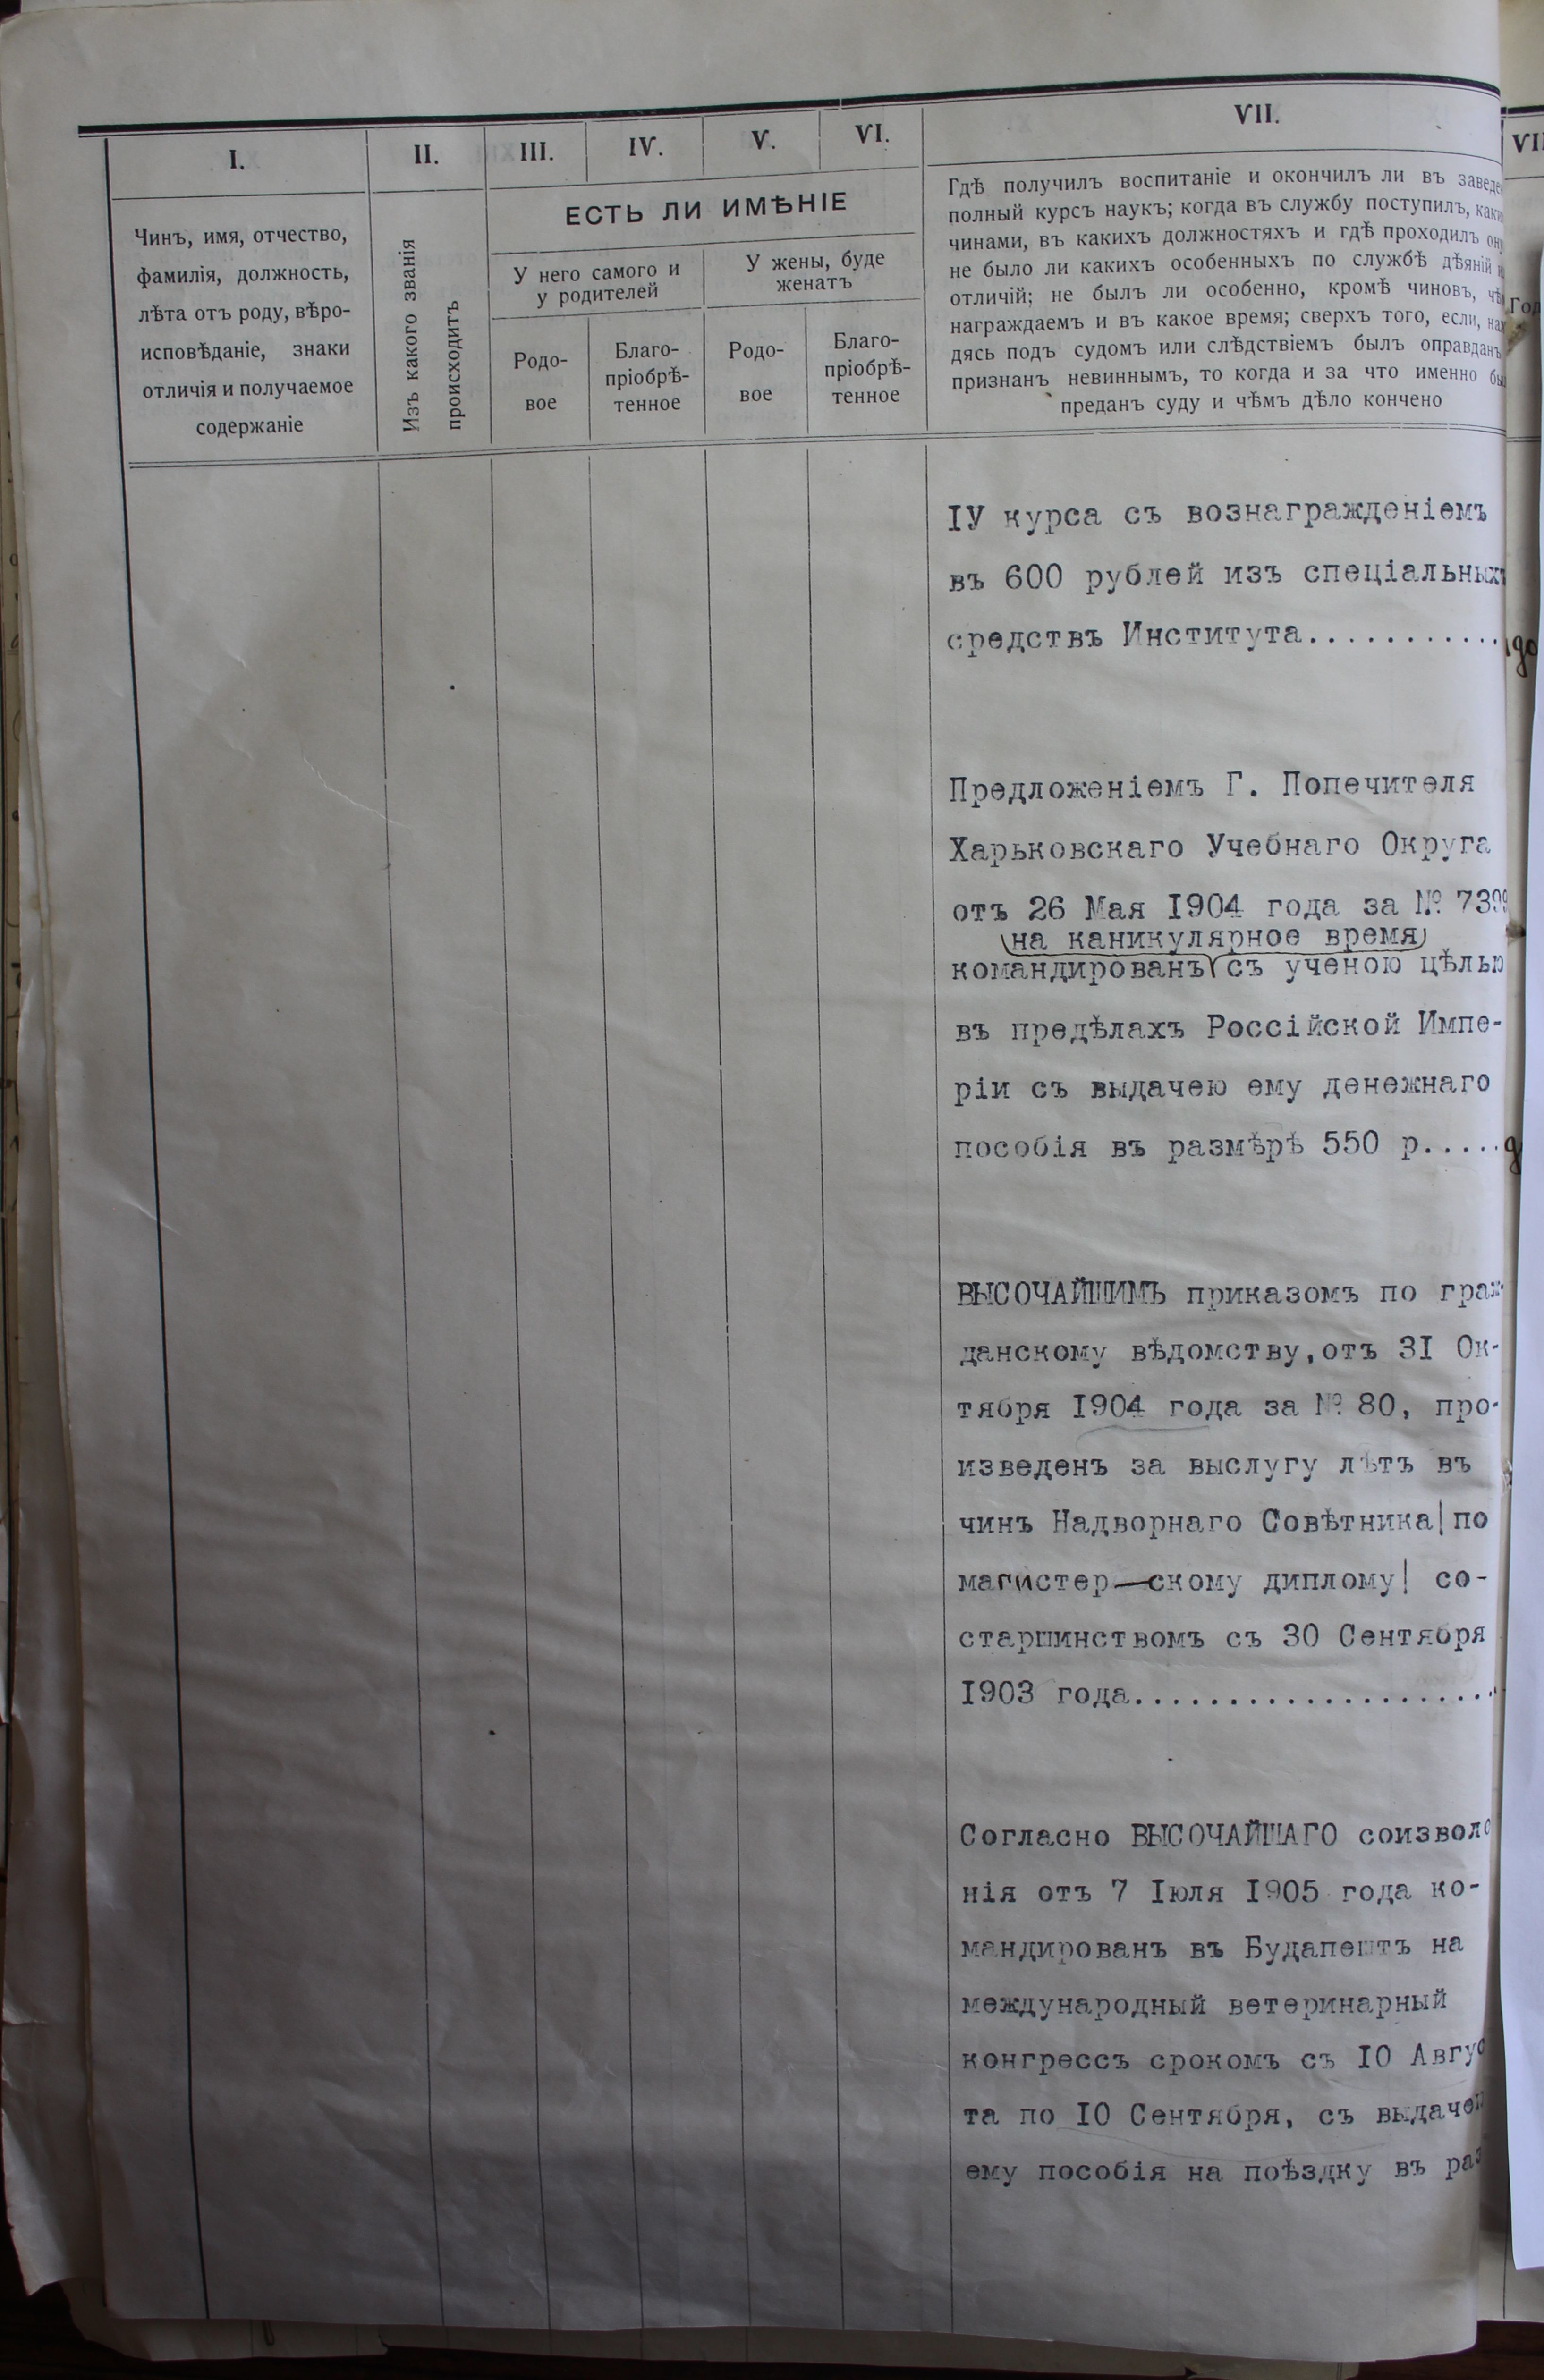 I.
II.
III.
IV.
V.
VI.
VII.
Чинъ, имя, отчество,
фамилія, должность,
лѣта отъ роду, вѣро-
исповѣданіе, знаки
отличія и получаемое
содержаніе
Изъ какого званія
происходитъ
ЕСТЬ ЛИ ИМѢНІЕ
У него самого и
у родителей
У жены, буде
женатъ
Родо-
вое
Благо-
пріобрѣ-
тенное
Родо-
вое
Благо-
пріобрѣ-
тенное
Гдѣ получилъ воспитаніе и окончилъ ли въ заведе
полный курсъ наукъ; когда въ службу поступилъ, каки
чинами, въ какихъ должностяхъ и гдѣ проходилъ он
не было ли какихъ особенныхъ по службѣ дѣяній и
отличій; не былъ ли особенно, кромѣ чиновъ, чѣ
награждаемъ и въ какое время; сверхъ того, если, нах
дясь подъ судомъ или слѣдствіемъ былъ оправданъ
признанъ невиннымъ, то когда и за что именно бы
преданъ суду и чѣмъ дѣло кончено
IУ курса съ вознагражденіемъ
въ 600 рублей изъ спеціальныхъ
средствъ Института...........
Предложеніемъ Г. Попечителя
Харьковскаго Учебнаго Округа
отъ 26 Мая I904 года за № 7399
на каникулярное время
командированъ съ ученою цѣлью
въ предѣлахъ Россійской Импе-
ріи съ выдачею ему денежнаго
пособія въ размѣрѣ 550 р.....
ВЫСОЧАЙШИМЪ приказомъ по граж-
данскому вѣдомству,отъ 3I Ок-
тября I904 года за № 80, про-
изведенъ за выслугу лѣтъ въ
чинъ Надворнаго Совѣтника|по
магистер—скому диплому| со-
старшинствомъ съ 30 Сентября
I903 года.....................
Согласно ВЫСОЧАЙШАГО соизволе
нія отъ 7 Іюля I905 года ко-
мандированъ въ Будапештъ на
международный ветеринарный
конгрессъ срокомъ съ I0 Авгус
та по I0 Сентября, съ выдачею
ему пособія на поѣздку въ раз